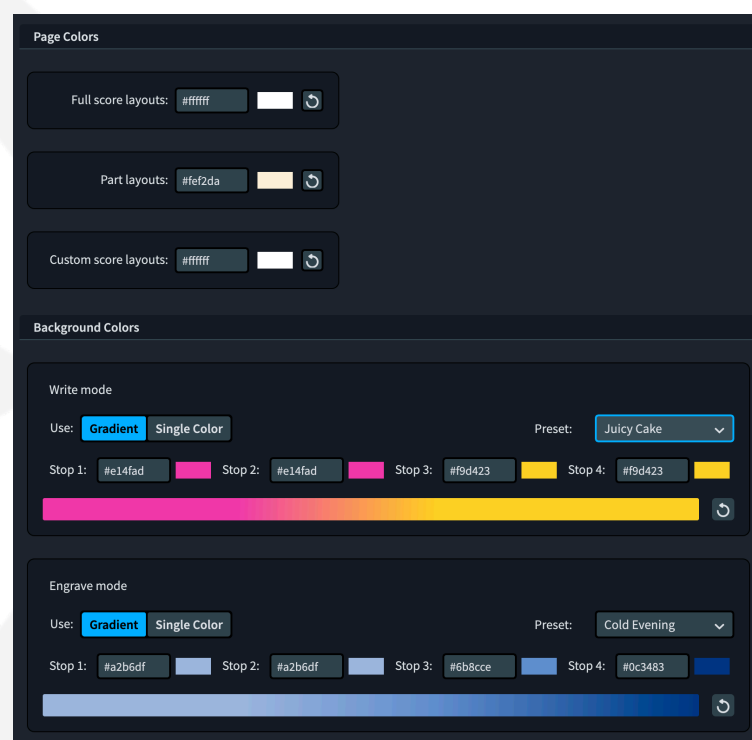 Page Colors
Full score layouts: #ffffff
Part layouts: #fef2da
Custom score layouts: #ffffff
Background Colors
Write mode
Use: Gradient Single Color Preset: Juicy Cake
Stop 1: #e14fad Stop 2: #e14fad Stop 3: #f9d423 Stop 4: #f9d423
Engrave mode
Use: Gradient Single Color Preset: Cold Evening
Stop 1: #a2b6df Stop 2: #a2b6df Stop 3: #6b8cce Stop 4: #0c3483